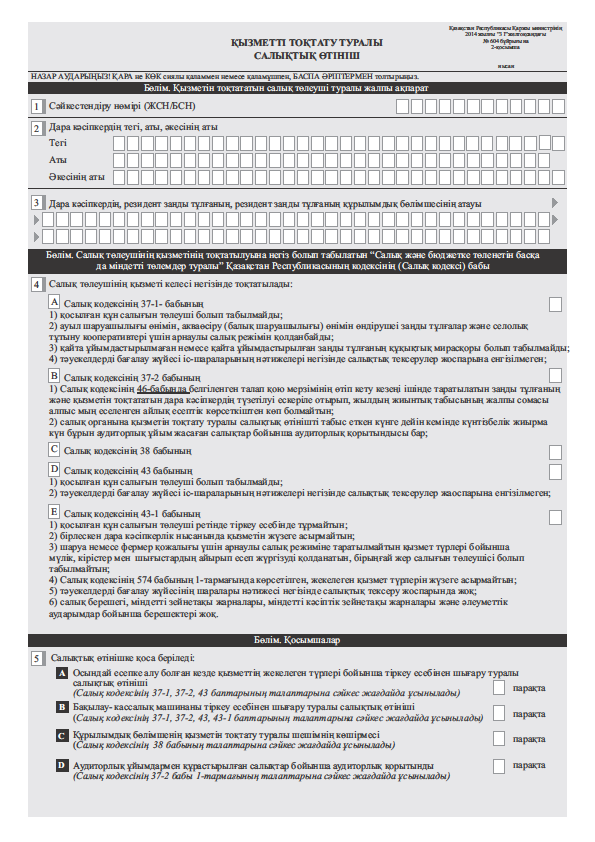 Қазақстан Республикасы Қаржы министрінің
2014 жылғы "31"желтоқсандағы
№ 604 бұйрығына
2-қосымша
нысан
ҚЫЗМЕТТІ ТОҚТАТУ ТУРАЛЫ
САЛЫҚТЫҚ ӨТІНІШ
НАЗАР АУДАРЫҢЫЗ! ҚАРА не КӨК сиялы қаламмен немесе қаламұшпен, БАСПА ӘРІПТЕРМЕН толтырыңыз.
Бөлім. Қызметін тоқтататын салық төлеуші туралы жалпы ақпарат
1 Сәйкестендіру нөмірі (ЖСН/БСН)
2 Дара кәсіпкердің тегі, аты, әкесінің аты
Тегі
Аты
Әкесінің аты
3 Дара кәсіпкердің, резидент заңды тұлғаның, резидент заңды тұлғаның құрылымдық бөлімшесінің атауы
Бөлім. Салық төлеушінің қызметінің тоқтатылуына негіз болып табылатын “Салық және бюджетке төленетін басқа
да міндетті төлемдер туралы” Қазақстан Республикасының кодексінің (Салық кодексі) бабы
4 Салық төлеушінің қызметі келесі негізінде тоқтатылады:
A Салық кодексінің 37-1- бабының
1) қосылған құн салығын төлеуші болып табылмайды;
2) ауыл шаруашылығы өнімін, акваөсіру (балық шаруашылығы) өнімін өндірушеі заңды тұлғалар және селолық
тұтыну кооперативтері үшін арнаулы салық режімін қолданбайды;
3) қайта ұйымдастырылмаған немесе қайта ұйымдастырылған заңды тұлғаның құқықтық мирасқоры болып табылмайды;
4) тәуекелдерді бағалау жүйесі іс-шараларының нәтижелері негізінде салықтық тексерулер жоспарына енгізілмеген;
B Салық кодексінің 37-2 бабының
1) Салық кодексінің 46-бабында белгіленген талап қою мерзімінің өтіп кету кезеңі ішінде таратылатын заңды тұлғаның
және қызметін тоқтататын дара кәсіпкердің түзетілуі ескеріле отырып, жылдың жиынтық табысының жалпы сомасы
алпыс мың еселенген айлық есептік көрсеткіштен көп болмайтын;
2) салық органына қызметін тоқтату туралы салықтық өтінішті табыс еткен күнге дейін кемінде күнтізбелік жиырма
күн бұрын аудиторлық ұйым жасаған салықтар бойынша аудиторлық қорытындысы бар;
C Салық кодексінің 38 бабының
D Салық кодексінің 43 бабының
1) қосылған құн салығын төлеуші болып табылмайды;
2) тәуекелдерді бағалау жүйесі іс-шараларының нәтижелері негізінде салықтық тексерулер жаоспарына енгізілмеген;
E Салық кодексінің 43-1 бабының
1) қосылған құн салығын төлеуші ретінде тіркеу есебінде тұрмайтын;
2) бірлескен дара кәсіпкерлік нысанында қызметін жүзеге асырмайтын;
3) шаруа немесе фермер қожалығы үшін арнаулы салық режиміне таратылмайтын қызмет түрлері бойынша
мүлік, кірістер мен шығыстардың айырып есеп жүргізуді қолданатын, бірыңғай жер салығын төлеушісі болып
табылмайтын;
4) Салық кодексінің 574 бабының 1-тармағында көрсетілген, жекелеген қызмет түрлерін жүзеге асырмайтын;
5) тәуекелдерді бағалау жүйесінің шаралары нәтижесі негізінде салықтық тексеру жоспарында жоқ;
6) салық берешегі, міндетті зейнетақы жарналары, міндетті кәсіптік зейнетақы жарналары және әлеуметтік
аударымдар бойынша берешектері жоқ.
Бөлім. Қосымшалар
5 Салықтық өтінішке қоса беріледі:
A Осындай есепке алу болған кезде қызметтің жекелеген түрлері бойынша тіркеу есебінен шығару туралы
салықтық өтініші
(Салық кодексінің 37-1, 37-2, 43 баптарының талаптарына сәйкес жағдайда ұсынылады) парақта
B Бақылау- кассалық машинаны тіркеу есебінен шығару туралы салықтық өтініші
(Салық кодексінің 37-1, 37-2, 43, 43-1 баптарының талаптарына сәйкес жағдайда ұсынылады) парақта
C Құрылымдық бөлімшенің қызметін тоқтату туралы шешімнің көшірмесі
(Салық кодексінің 38 бабының талаптарына сәйкес жағдайда ұсынылады) парақта
D Аудиторлық ұйымдармен құрастырылған салықтар бойынша аудиторлық қорытынды парақта
(Салық кодексінің 37-2 бабы 1-тармағының талаптарына сәйкес жағдайда ұсынылады)